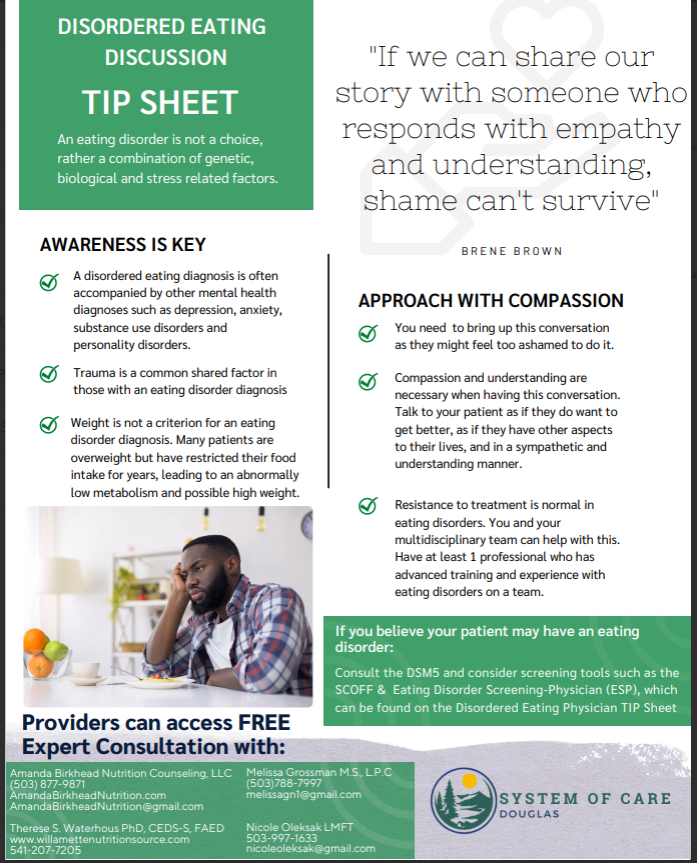 DISORDERED EATING
DISCUSSION
TIP SHEET
An eating disorder is not a choice,
rather a combination of genetic,
biological and stress related factors.
"If we can share our
story with someone who
responds with empathy
and understanding,
shame can't survive"
BRENE BROWN
AWARENESS IS KEY
A disordered eating diagnosis is often
accompanied by other mental health
diagnoses such as depression, anxiety,
substance use disorders and
personality disorders.
Trauma is a common shared factor in
those with an eating disorder diagnosis
Weight is not a criterion for an eating
disorder diagnosis. Many patients are
overweight but have restricted their food
intake for years, leading to an abnormally
low metabolism and possible high weight.
APPROACH WITH COMPASSION
You need to bring up this conversation
as they might feel too ashamed to do it.
Compassion and understanding are
necessary when having this conversation.
Talk to your patient as if they do want to
get better, as if they have other aspects
to their lives, and in a sympathetic and
understanding manner.
Resistance to treatment is normal in
eating disorders. You and your
multidisciplinary team can help with this.
Have at least 1 professional who has
advanced training and experience with
eating disorders on a team.
If you believe your patient may have an eating
disorder:
Consult the DSM5 and consider screening tools such as the
SCOFF & Eating Disorder Screening-Physician (ESP), which
can be found on the Disordered Eating Physician TIP Sheet
Providers can access FREE
Expert Consultation with:
Amanda Birkhead Nutrition Counseling, LLC
(503) 877-9871
AmandaBirkheadNutrition.com
AmandaBirkheadNutrition@gmail.com
Therese S. Waterhous PhD, CEDS-S, FAED
www.willamettenutritionsource.com
541-207-7205
Melissa Grossman M.S., L.P.C
(503)788-7997
melissagn1@gmail.com
Nicole Oleksak LMFT
503-997-1633
nicoleoleksak@gmail.com
SYSTEM OF CARE
DOUGLAS